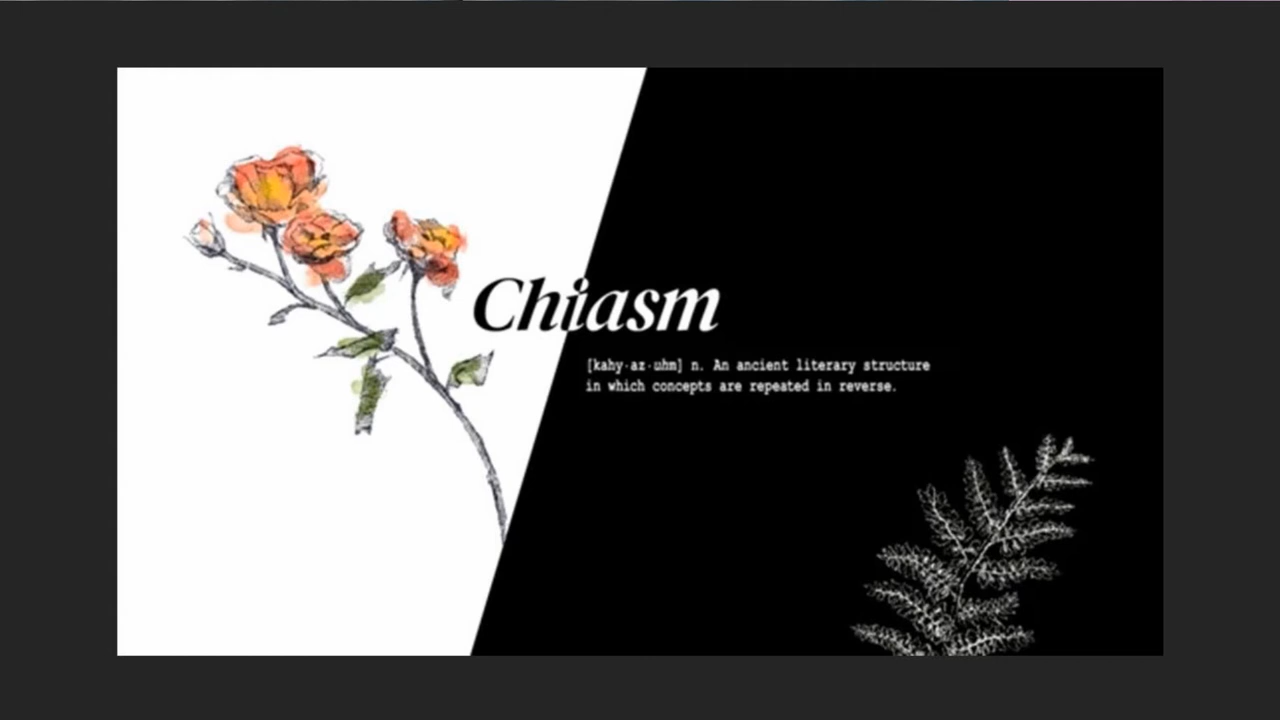 Chiasm
[kahy·az·uhm] n. An ancient literary structure
in which concepts are repeated in reverse.